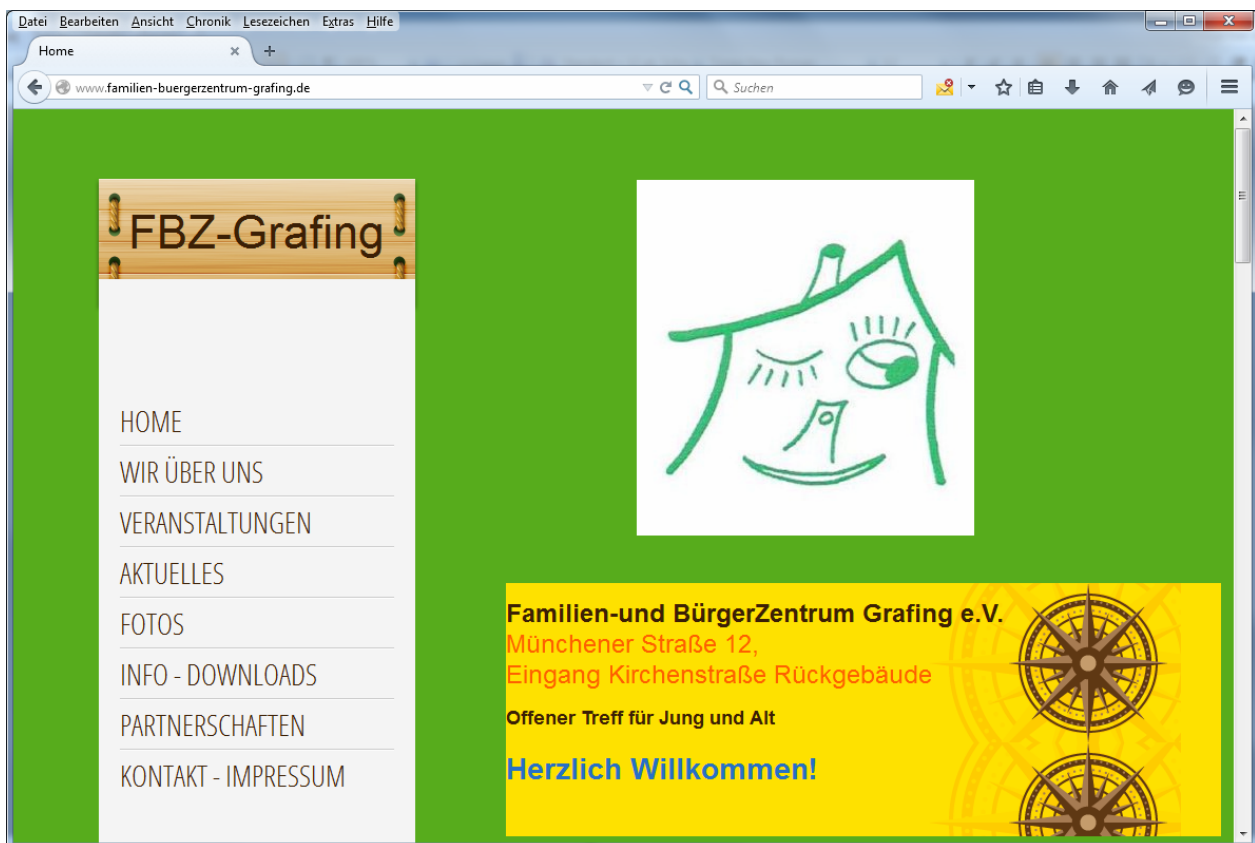 Datei Bearbeiten Ansicht Chronik Lesezeichen Extras Hilfe
Home
www.familien-buergerzentrum-grafing.de
Suchen
FBZ-Grafing
HOME
WIR ÜBER UNS
VERANSTALTUNGEN
AKTUELLES
FOTOS
INFO - DOWNLOADS
PARTNERSCHAFTEN
KONTAKT - IMPRESSUM
Familien-und BürgerZentrum Grafing e.V.
Münchener Straße 12,
Eingang Kirchenstraße Rückgebäude
Offener Treff für Jung und Alt
Herzlich Willkommen!